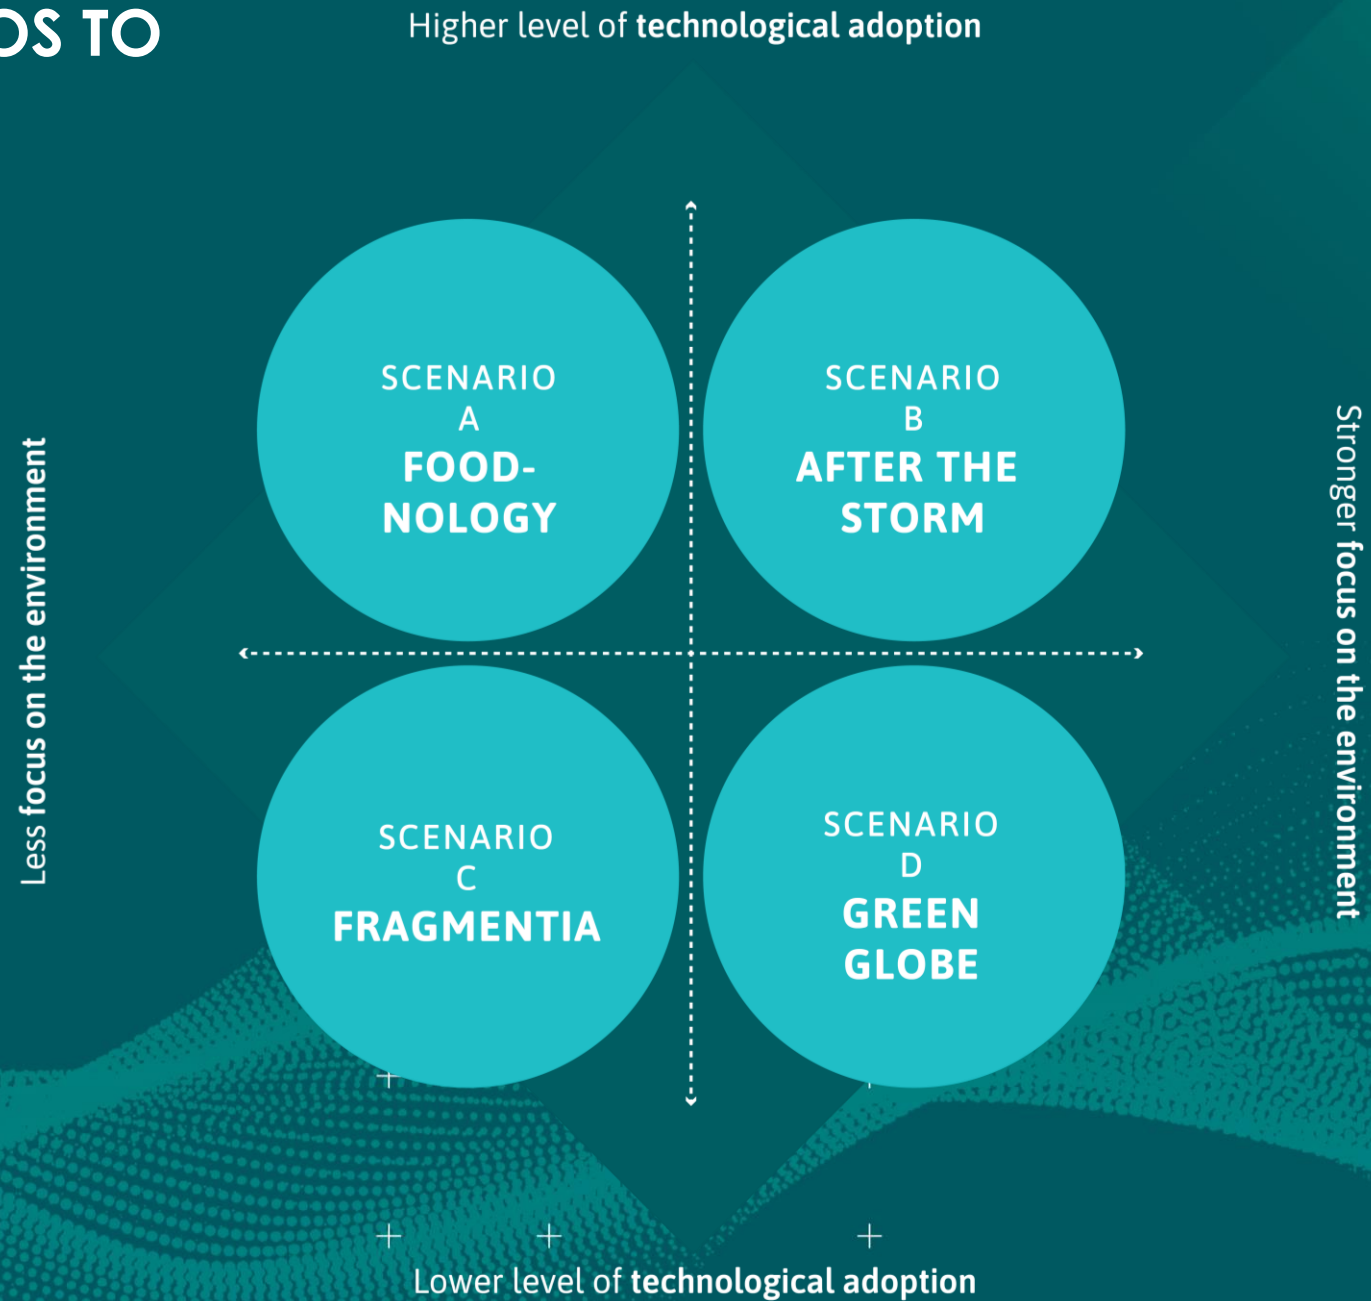 OS TO
Higher level of technological adoption
SCENARIO
A
FOOD-
NOLOGY
SCENARIO
B
AFTER THE
STORM
Less focus on the environment
Stronger focus on the environment
SCENARIO
C
FRAGMENTIA
SCENARIO
D
GREEN
GLOBE
Lower level of technological adoption